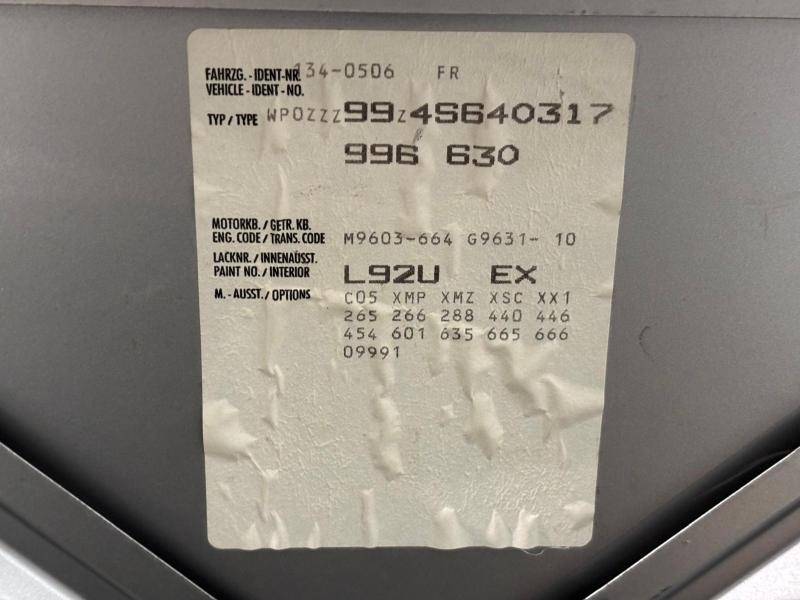 FAHRZG.-IDENT-NR. 134-0506 FR
VEHICLE-IDENT-NO.
TYP/TYPE WP0ZZZ99Z4S640317
996 630
MOTORKB./GETR.KB.
ENG.CODE/TRANS.CODE M9603-664 G9631- 10
LACKNR./INNENAUSST.
PAINT NO./INTERIOR L92U EX
M.-AUSST./OPTIONS C05 XMP XMZ XSC XX1
265 266 288 440 446
454 601 635 665 666
09991